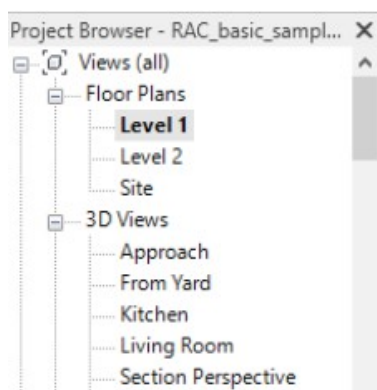 Project Browser - RAC_basic_sampl...
Views (all)
Floor Plans
Level 1
Level 2
Site
3D Views
Approach
From Yard
Kitchen
Living Room
Section Perspective